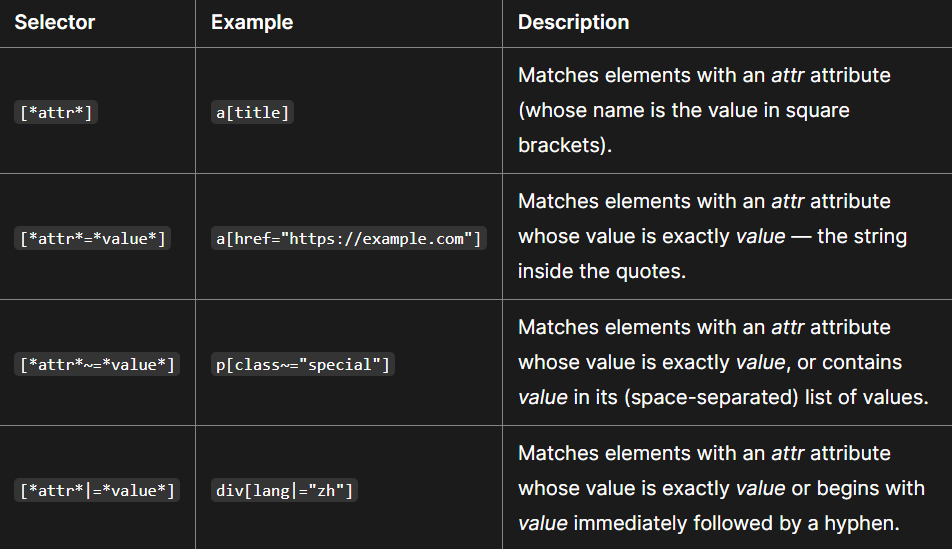 Selector Example Description
[*attr*] a[title] Matches elements with an attr attribute
(whose name is the value in square
brackets).
[*attr*=*value*] a[href="https://example.com"] Matches elements with an attr attribute
whose value is exactly value — the string
inside the quotes.
[*attr*~=*value*] p[class~="special"] Matches elements with an attr attribute
whose value is exactly value, or contains
value in its (space-separated) list of values.
[*attr*|=*value*] div[lang|="zh"] Matches elements with an attr attribute
whose value is exactly value or begins with
value immediately followed by a hyphen.